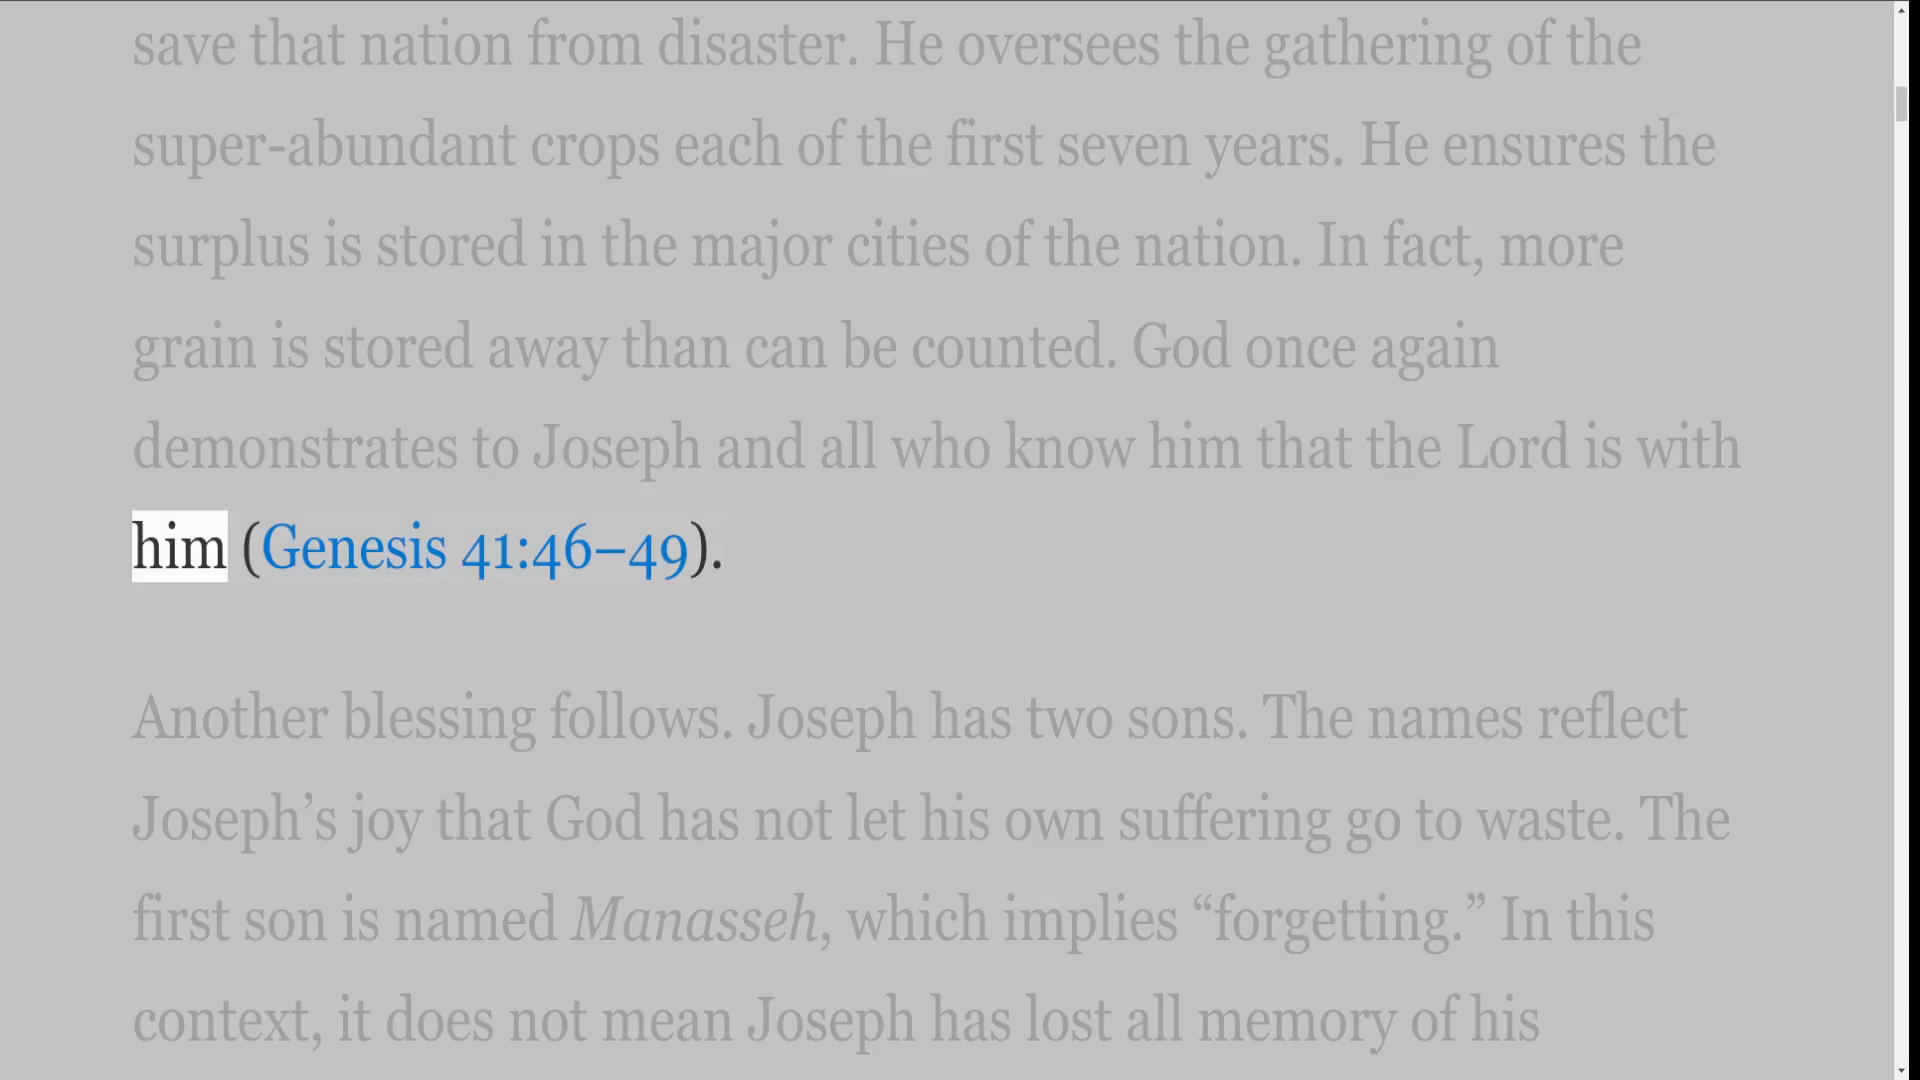 save that nation from disaster. He oversees the gathering of the
super-abundant crops each of the first seven years. He ensures the
surplus is stored in the major cities of the nation. In fact, more
grain is stored away than can be counted. God once again
demonstrates to Joseph and all who know him that the Lord is with
him (Genesis 41:46–49).
Another blessing follows. Joseph has two sons. The names reflect
Joseph’s joy that God has not let his own suffering go to waste. The
first son is named Manasseh, which implies “forgetting.” In this
context, it does not mean Joseph has lost all memory of his